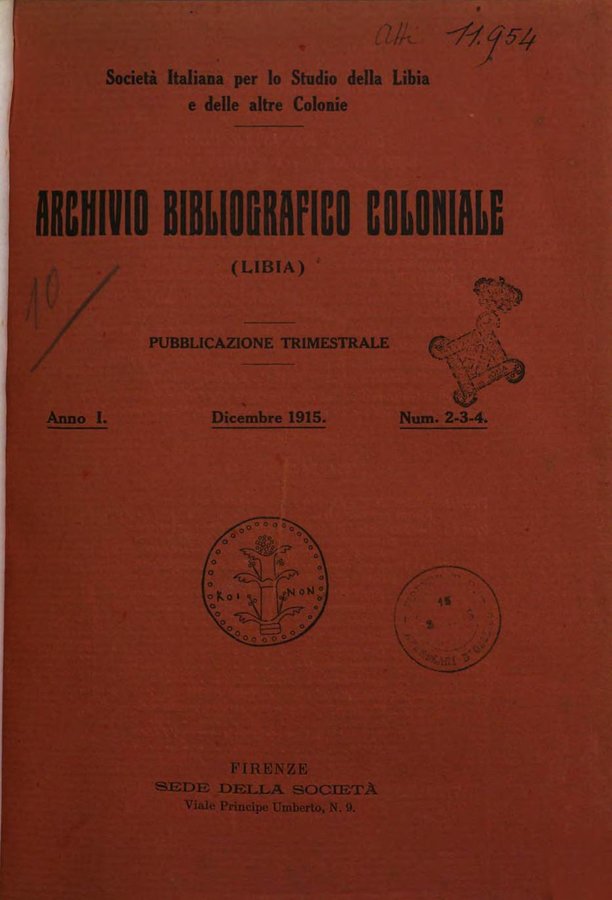 Atti 11.954
Società Italiana per lo Studio della Libia
e delle altre Colonie
ARCHIVIO BIBLIOGRAFICO COLONIALE
(LIBIA)
10
PUBBLICAZIONE TRIMESTRALE
Anno I. Dicembre 1915. Num. 2-3-4.
KOI NON
15
FIRENZE
SEDE DELLA SOCIETÀ
Viale Principe Umberto, N. 9.